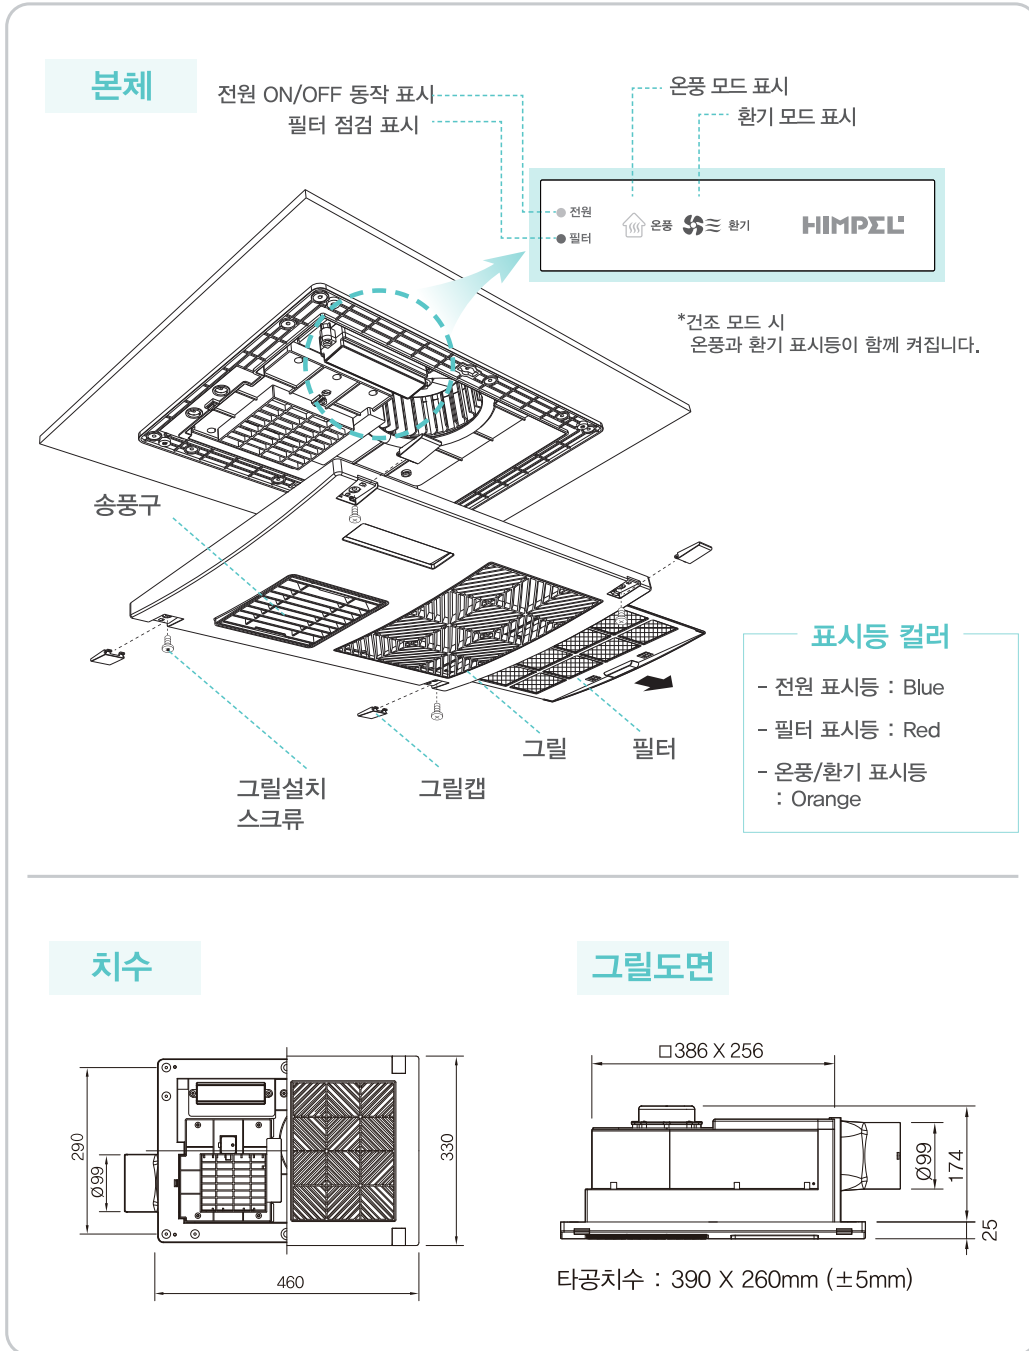 본체
전원 ON/OFF 동작 표시
필터 점검 표시
온풍 모드 표시
환기 모드 표시
전원
필터
온풍
환기
HIMPEL
*건조 모드 시
온풍과 환기 표시등이 함께 켜집니다.
송풍구
그릴설치
스크류
그릴캡
그릴
필터
표시등 컬러
- 전원 표시등 : Blue
- 필터 표시등 : Red
- 온풍/환기 표시등
: Orange
치수
290
Ø99
330
460
그릴도면
□386 X 256
Ø99
174
25
타공치수 : 390 X 260mm (±5mm)